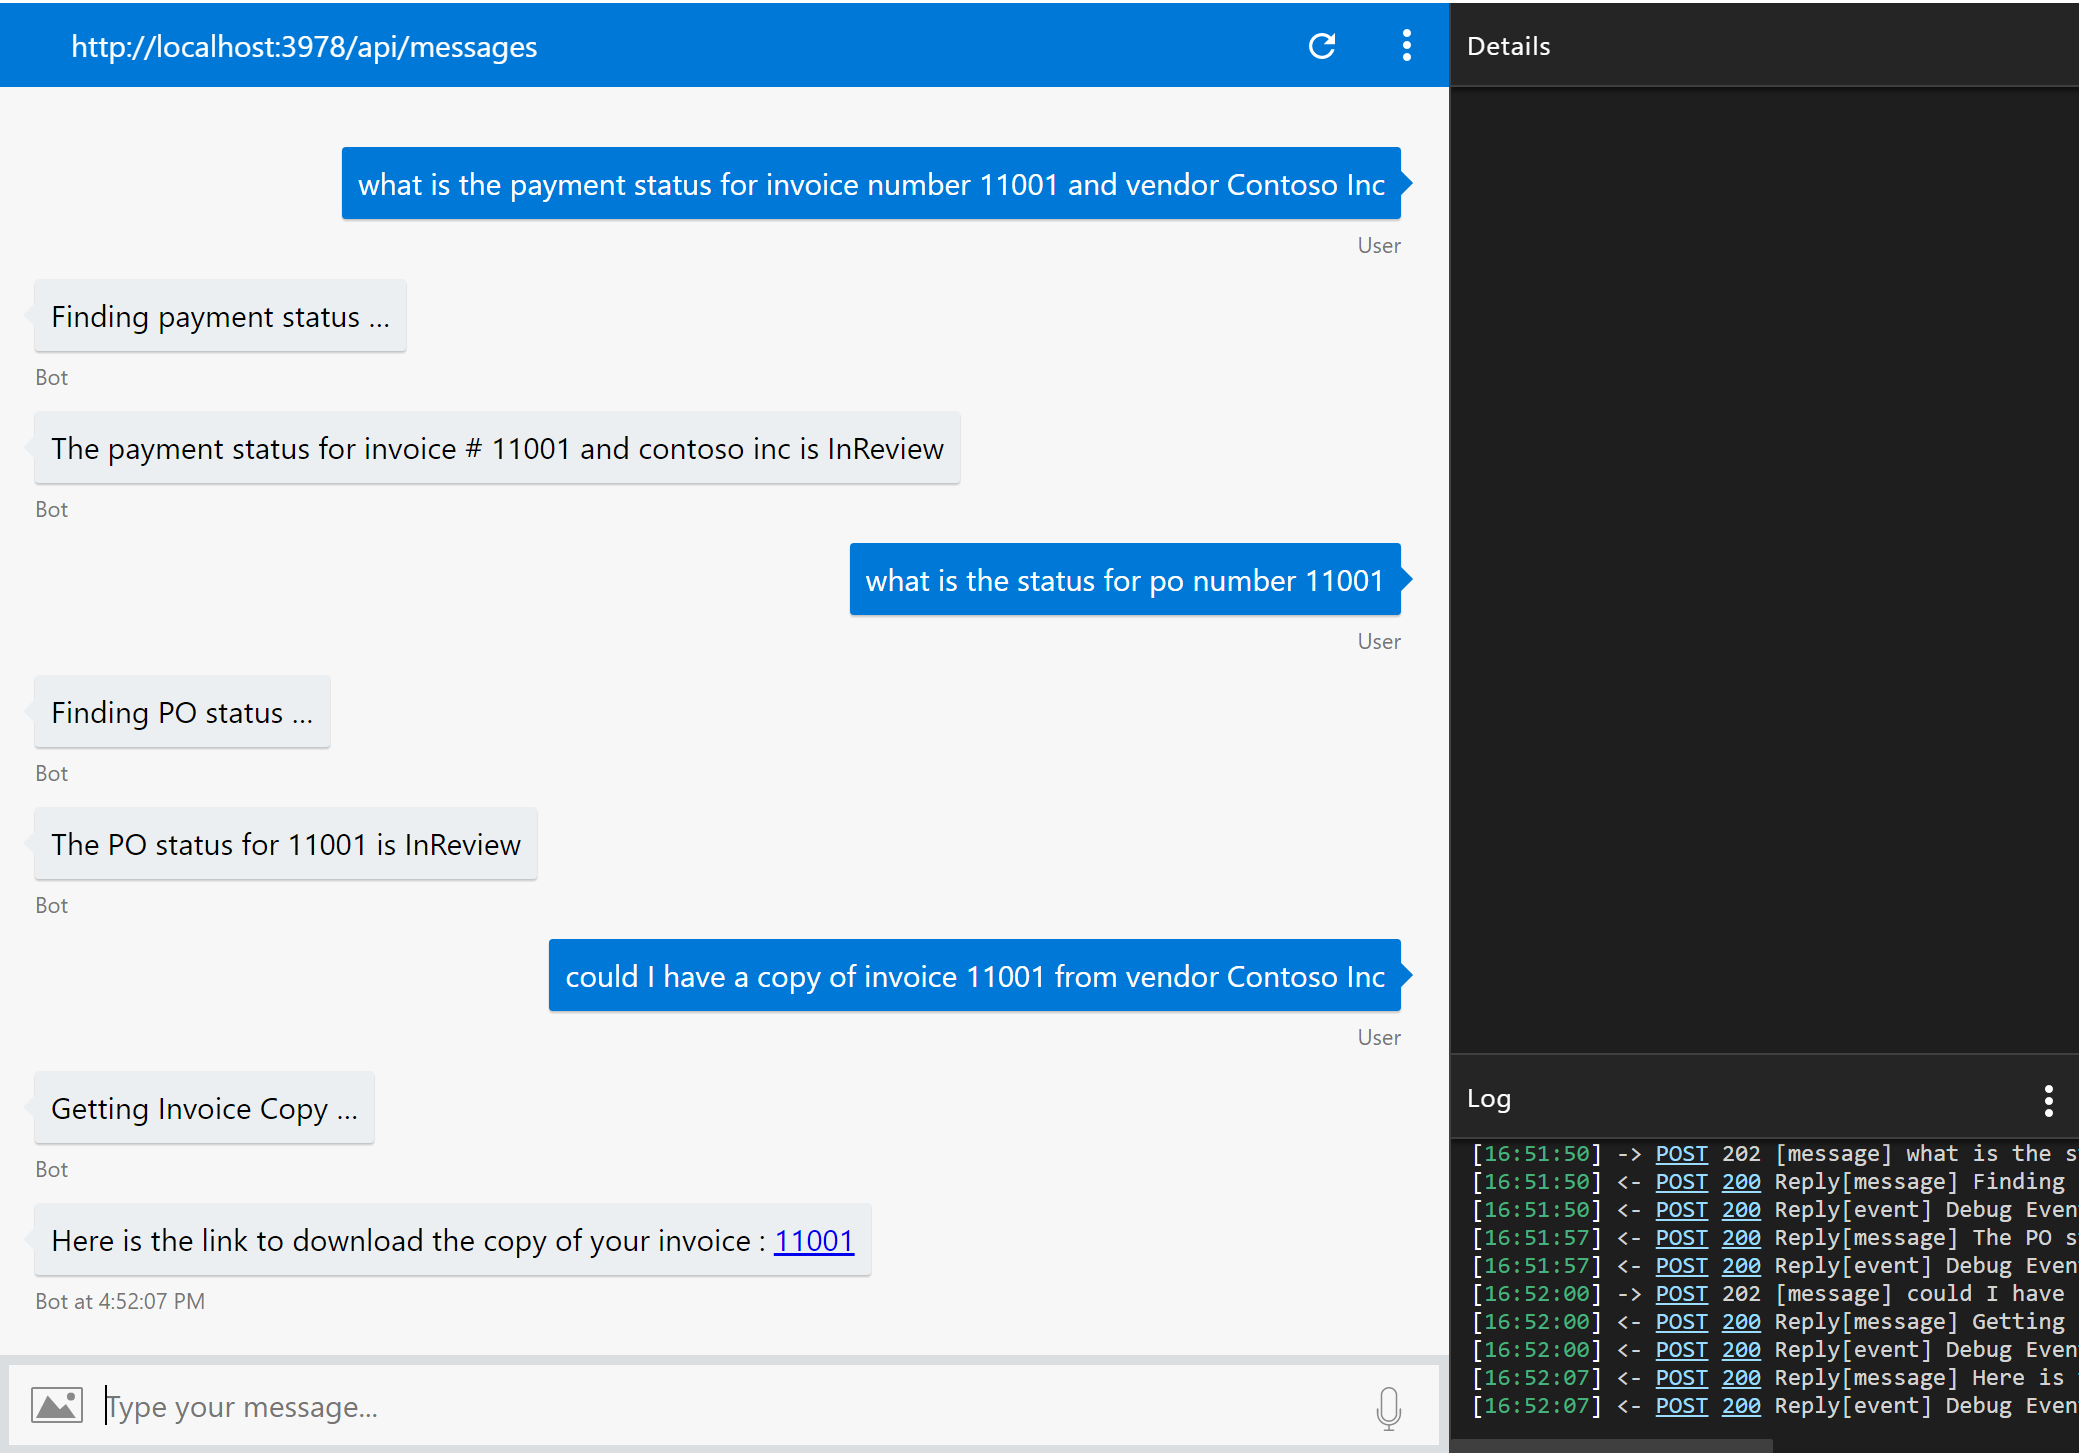 http://localhost:3978/api/messages
what is the payment status for invoice number 11001 and vendor Contoso Inc
User
Finding payment status ...
Bot
The payment status for invoice # 11001 and contoso inc is InReview
Bot
what is the status for po number 11001
User
Finding PO status ...
Bot
The PO status for 11001 is InReview
Bot
could I have a copy of invoice 11001 from vendor Contoso Inc
User
Getting Invoice Copy ...
Bot
Here is the link to download the copy of your invoice : 11001
Bot at 4:52:07 PM
Type your message...
Details
Log
[16:51:50] -> POST 202 [message] what is the s
[16:51:50] <- POST 200 Reply[message] Finding
[16:51:50] <- POST 200 Reply[event] Debug Even
[16:51:57] <- POST 200 Reply[message] The PO s
[16:51:57] <- POST 200 Reply[event] Debug Even
[16:52:00] -> POST 202 [message] could I have
[16:52:00] <- POST 200 Reply[message] Getting
[16:52:00] <- POST 200 Reply[event] Debug Even
[16:52:07] <- POST 200 Reply[message] Here is
[16:52:07] <- POST 200 Reply[event] Debug Even